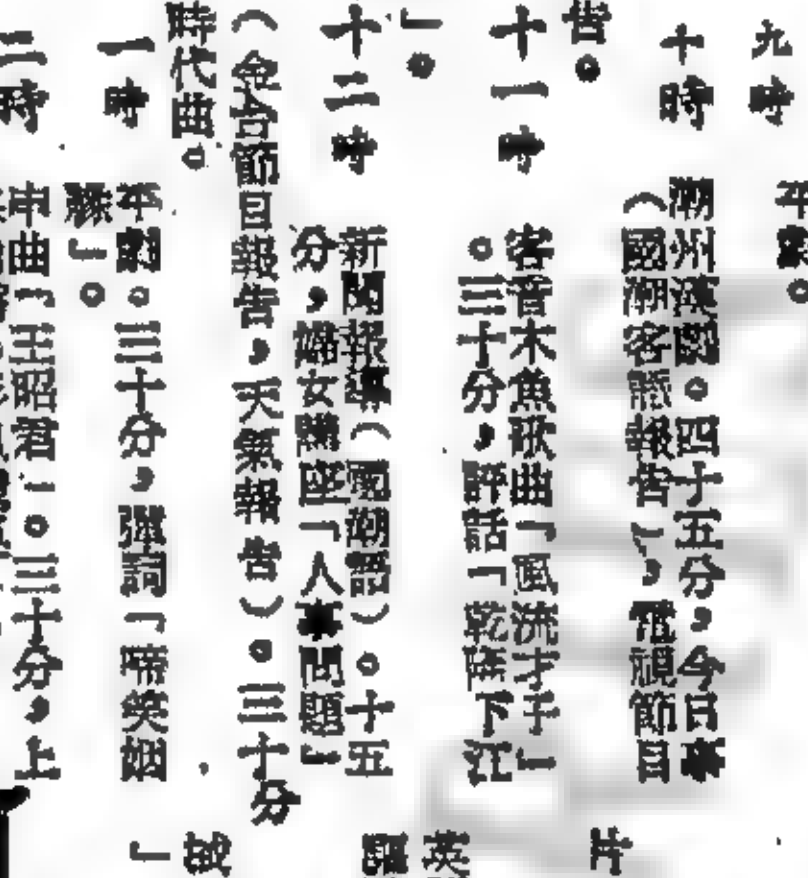 九時
平劇。
十時
潮州漢劇。四十五分，今日事
（國潮客語報告），電視節目
告。
十一時
客音木魚歌曲「風流才子」
。三十分，評話「乾隆下江
」。
十二時
新聞報導（國潮語）。十五
分，婦女講座「人事問題」
（全台節目報告，天氣報告）。三十分
時代曲。
一時
平劇。三十分，彈詞「啼笑姻
緣」。
二時
申曲「王昭君」。三十分，上
片
英